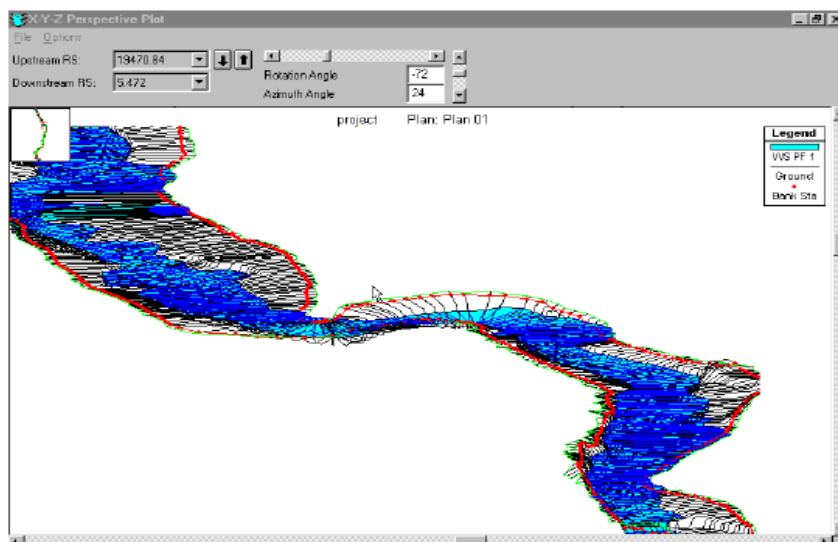 X-Y-Z Perspective Plot
File Options
Upstream RS: 19470.84
Downstream RS: 5.472
Rotation Angle -72
Azimuth Angle 24
project Plan: Plan 01
Legend
WS PF 1
Ground
Bank Sta